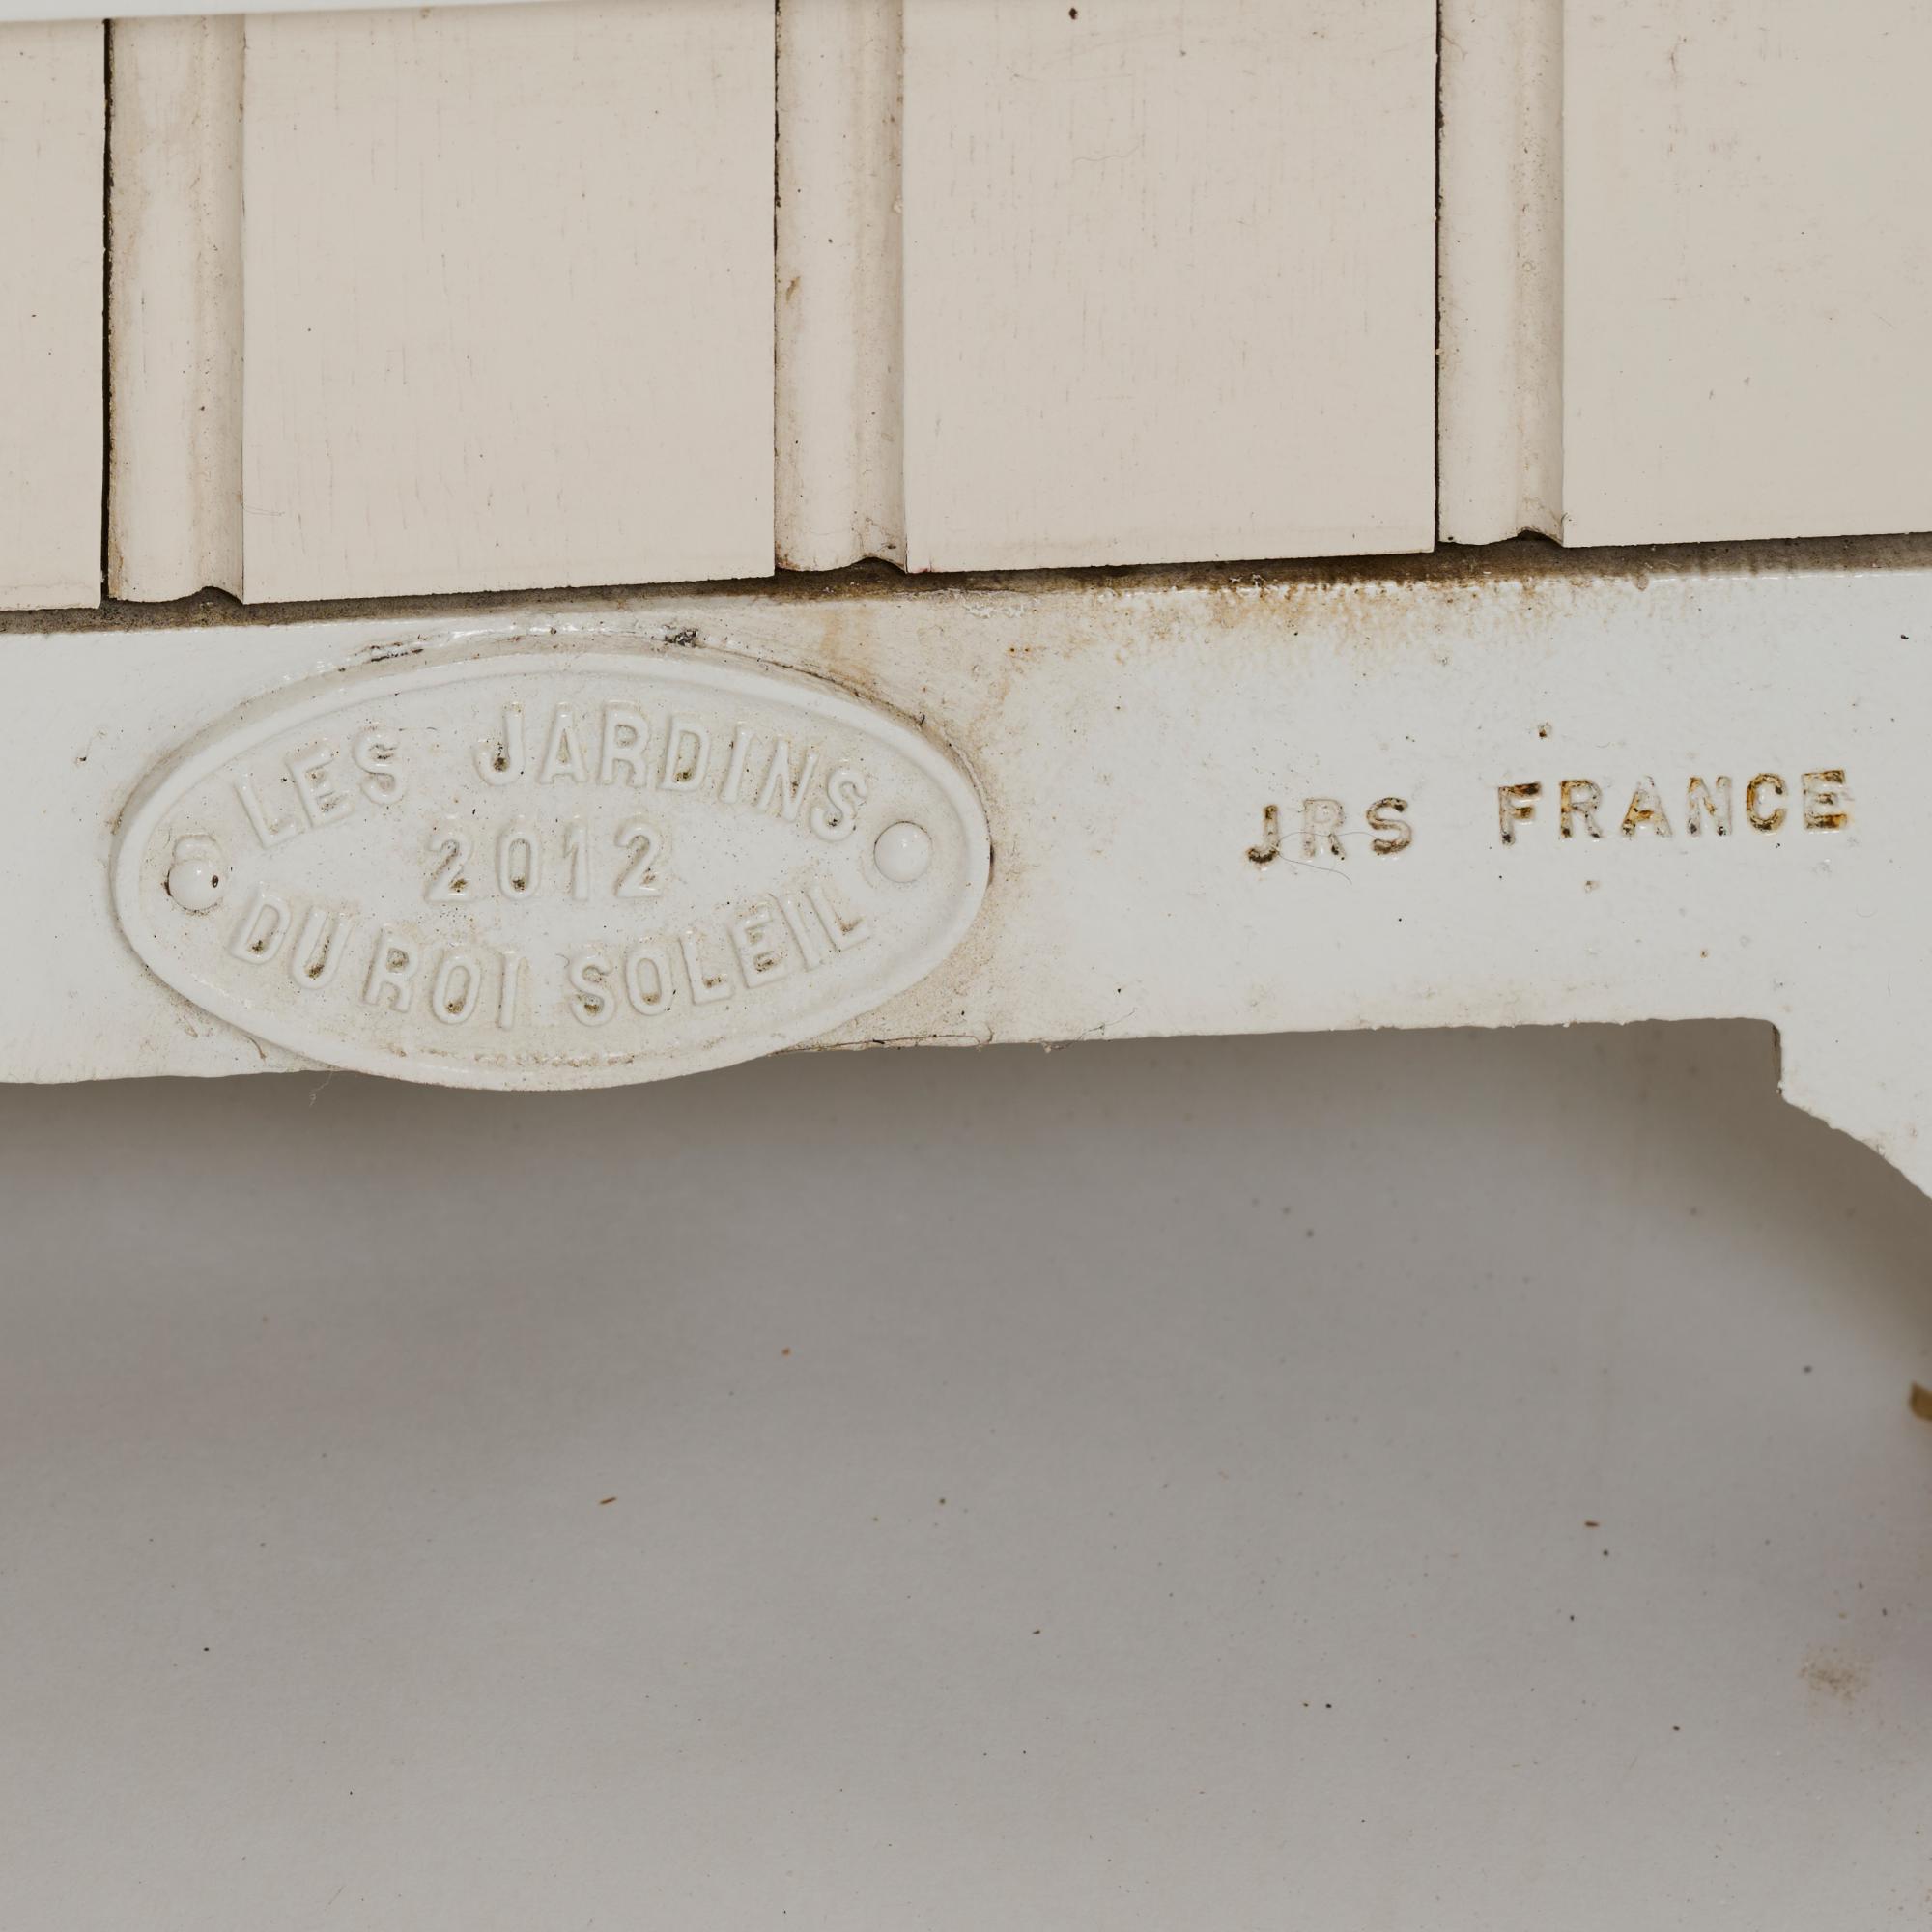 LES JARDINS
2012
DU ROI SOLEIL
JRS FRANCE